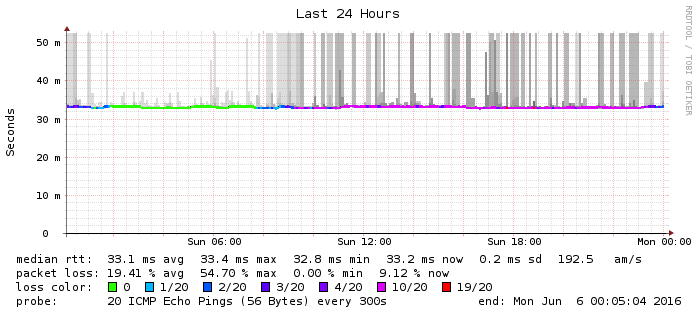 Last 24 Hours
RRDTOOL / TOBI OETIKER
Seconds
50 m
40 m
30 m
20 m
10 m
0
Sun 06:00 Sun 12:00 Sun 18:00 Mon 00:00
median rtt: 33.1 ms avg 33.4 ms max 32.8 ms min 33.2 ms now 0.2 ms sd 192.5 am/s
packet loss: 19.41 % avg 54.70 % max 0.00 % min 9.12 % now
loss color: 0 1/20 2/20 3/20 4/20 10/20 19/20
probe: 20 ICMP Echo Pings (56 Bytes) every 300s end: Mon Jun 6 00:05:04 2016